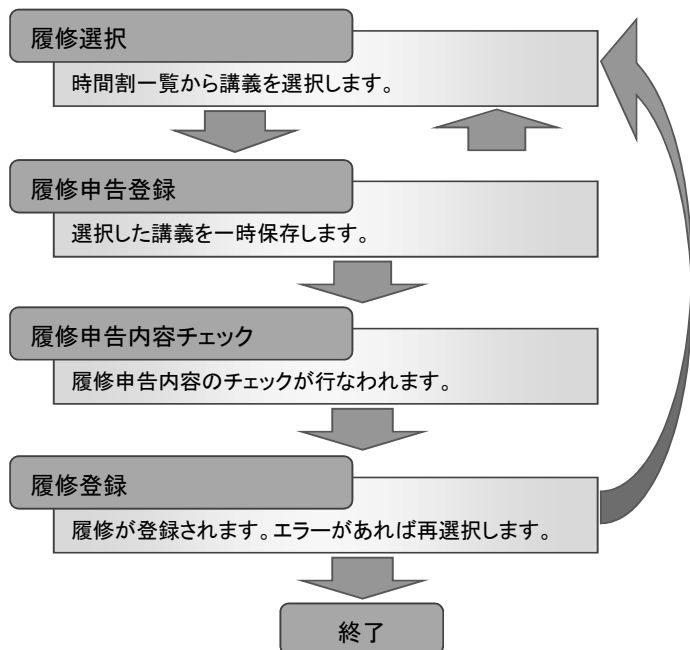 履修選択
時間割一覧から講義を選択します。
履修申告登録
選択した講義を一時保存します。
履修申告内容チェック
履修申告内容のチェックが行なわれます。
履修登録
履修が登録されます。エラーがあれば再選択します。
終了